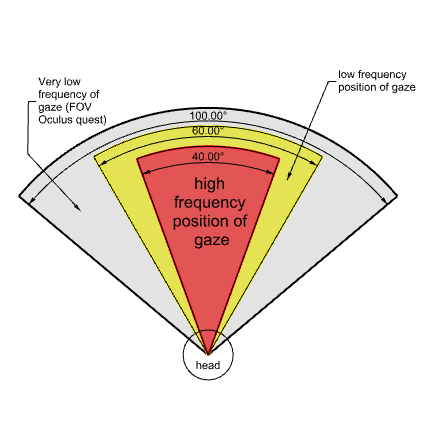 Very low
frequency of
gaze (FOV
Oculus quest)
low frequency
position of gaze
100.00°
60.00°
40.00°
high
frequency
position of
gaze
head